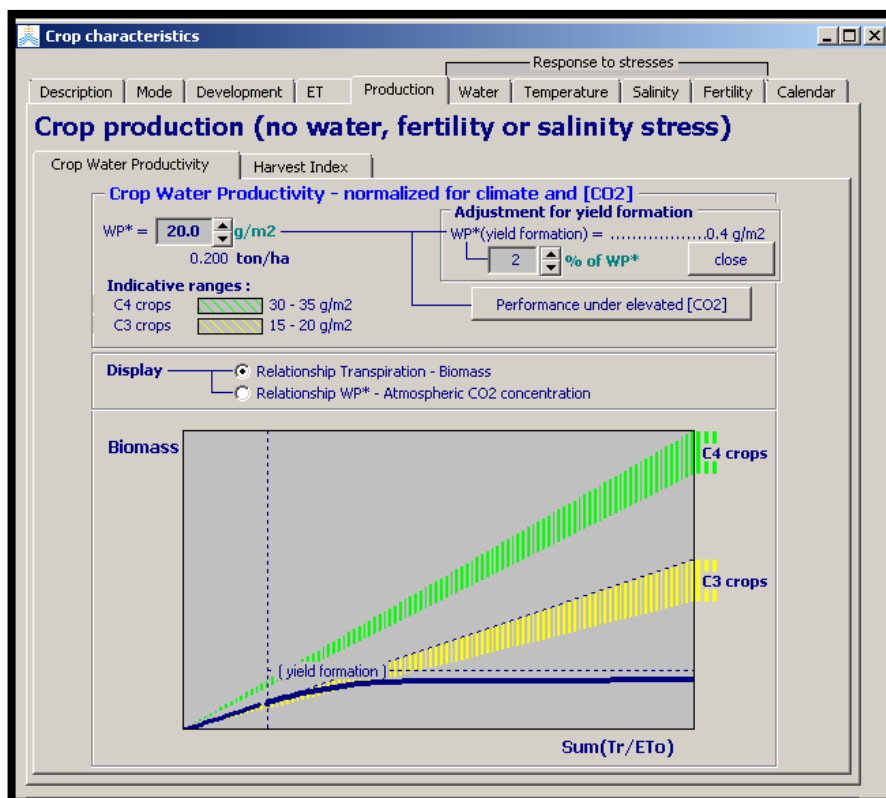 Crop characteristics
Response to stresses
Description Mode Development ET Production Water Temperature Salinity Fertility Calendar
Crop production (no water, fertility or salinity stress)
Crop Water Productivity Harvest Index
Crop Water Productivity - normalized for climate and [CO2]
Adjustment for yield formation
WP* = 20.0 g/m2 WP*(yield formation) = ..................0.4 g/m2
0.200 ton/ha 2 % of WP* close
Indicative ranges :
C4 crops 30 - 35 g/m2 Performance under elevated [CO2]
C3 crops 15 - 20 g/m2
Display Relationship Transpiration - Biomass
Relationship WP* - Atmospheric CO2 concentration
Biomass
C4 crops
C3 crops
( yield formation )
Sum(Tr/ETo)